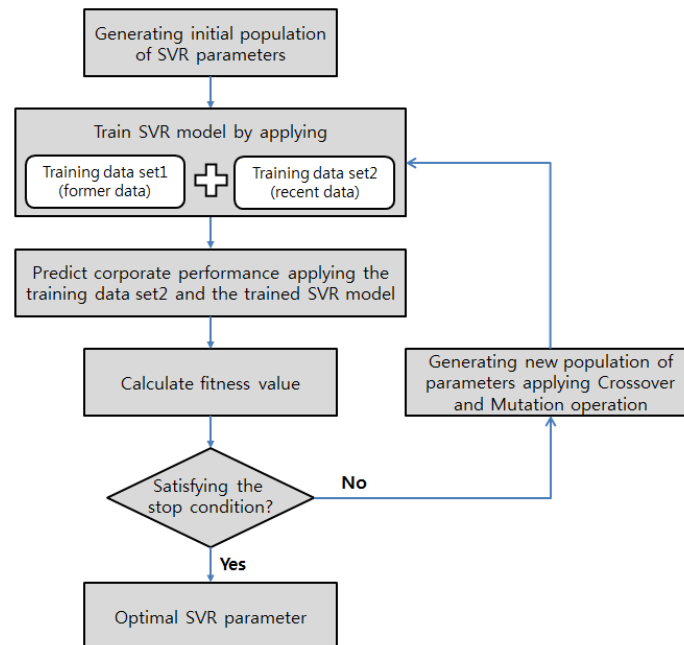 Generating initial population
of SVR parameters
Train SVR model by applying
Training data set1
(former data)
Training data set2
(recent data)
Predict corporate performance applying the
training data set2 and the trained SVR model
Calculate fitness value
Generating new population of
parameters applying Crossover
and Mutation operation
Satisfying the
stop condition?
No
Yes
Optimal SVR parameter